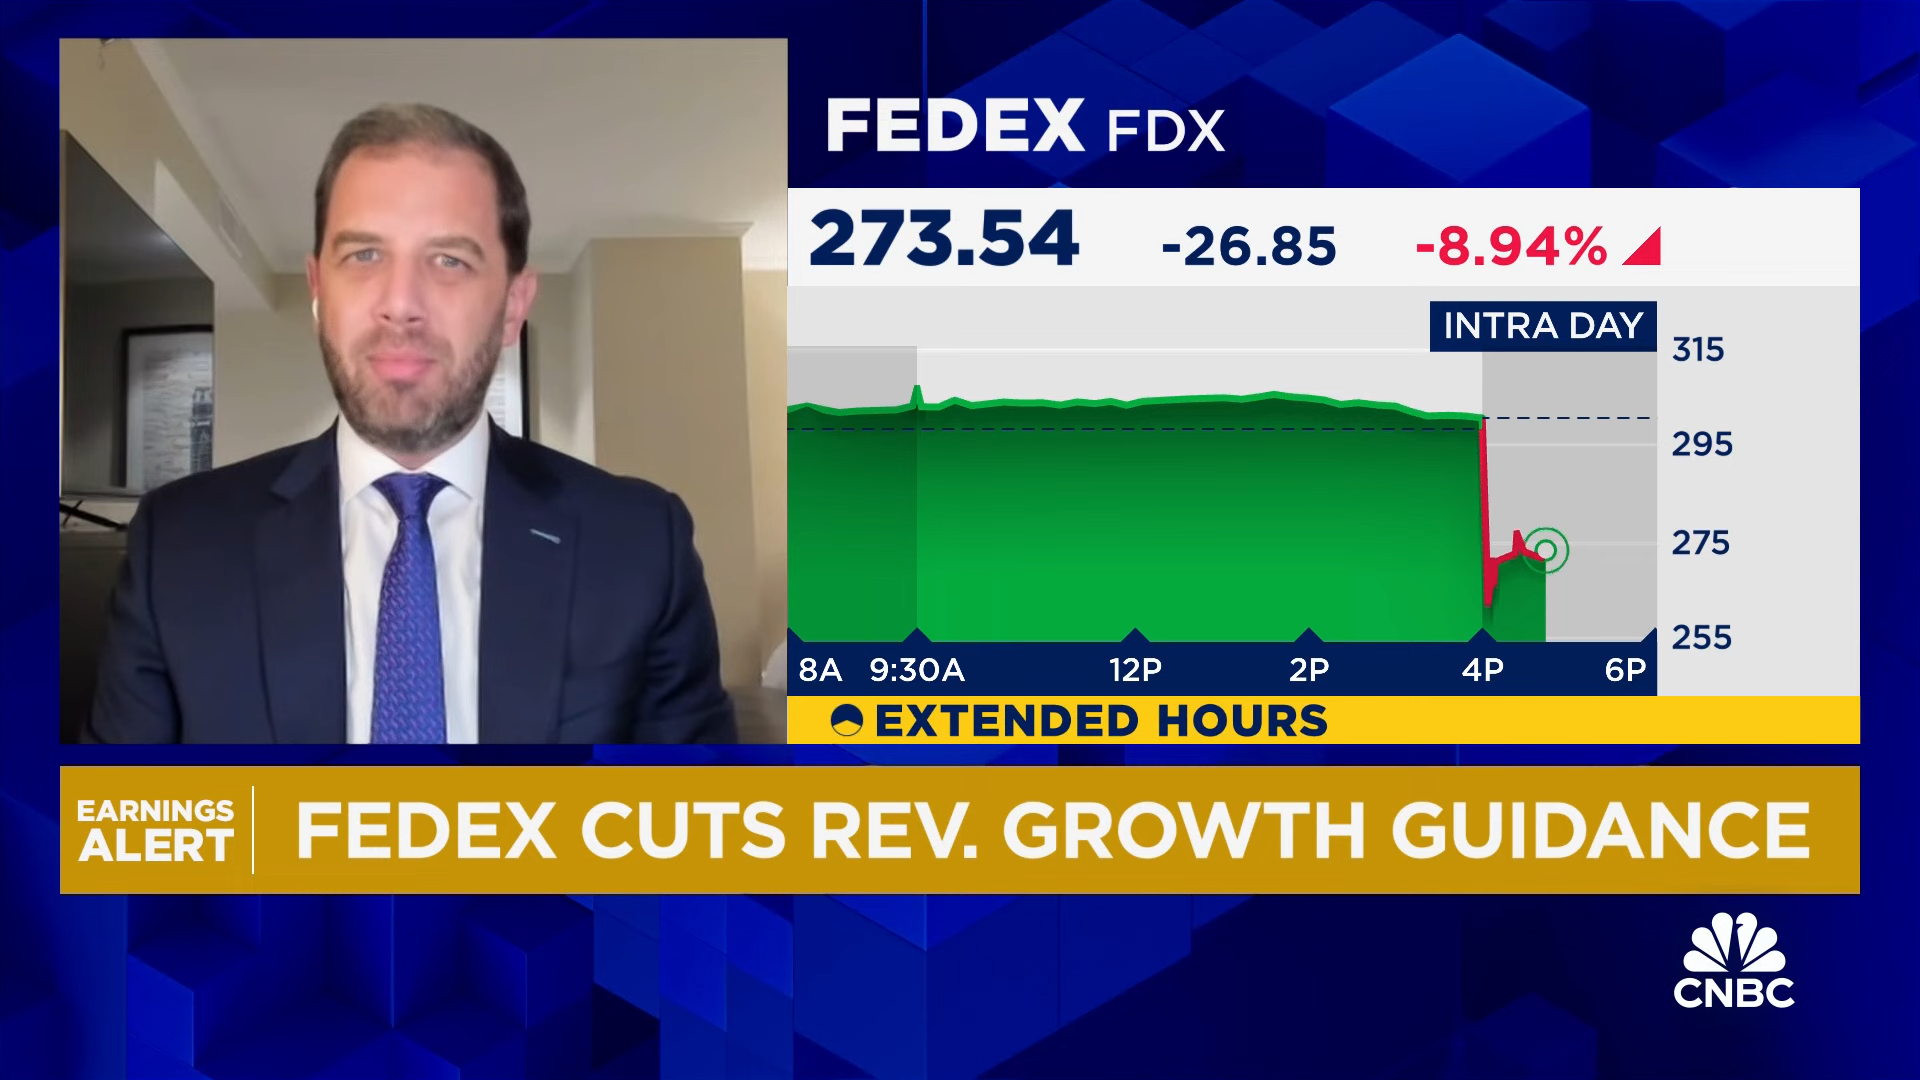 FEDEX FDX
273.54 -26.85 -8.94%
INTRA DAY
315
295
275
255
8A 9:30A 12P 2P 4P 6P
EXTENDED HOURS
EARNINGS
ALERT
FEDEX CUTS REV. GROWTH GUIDANCE
CNBC